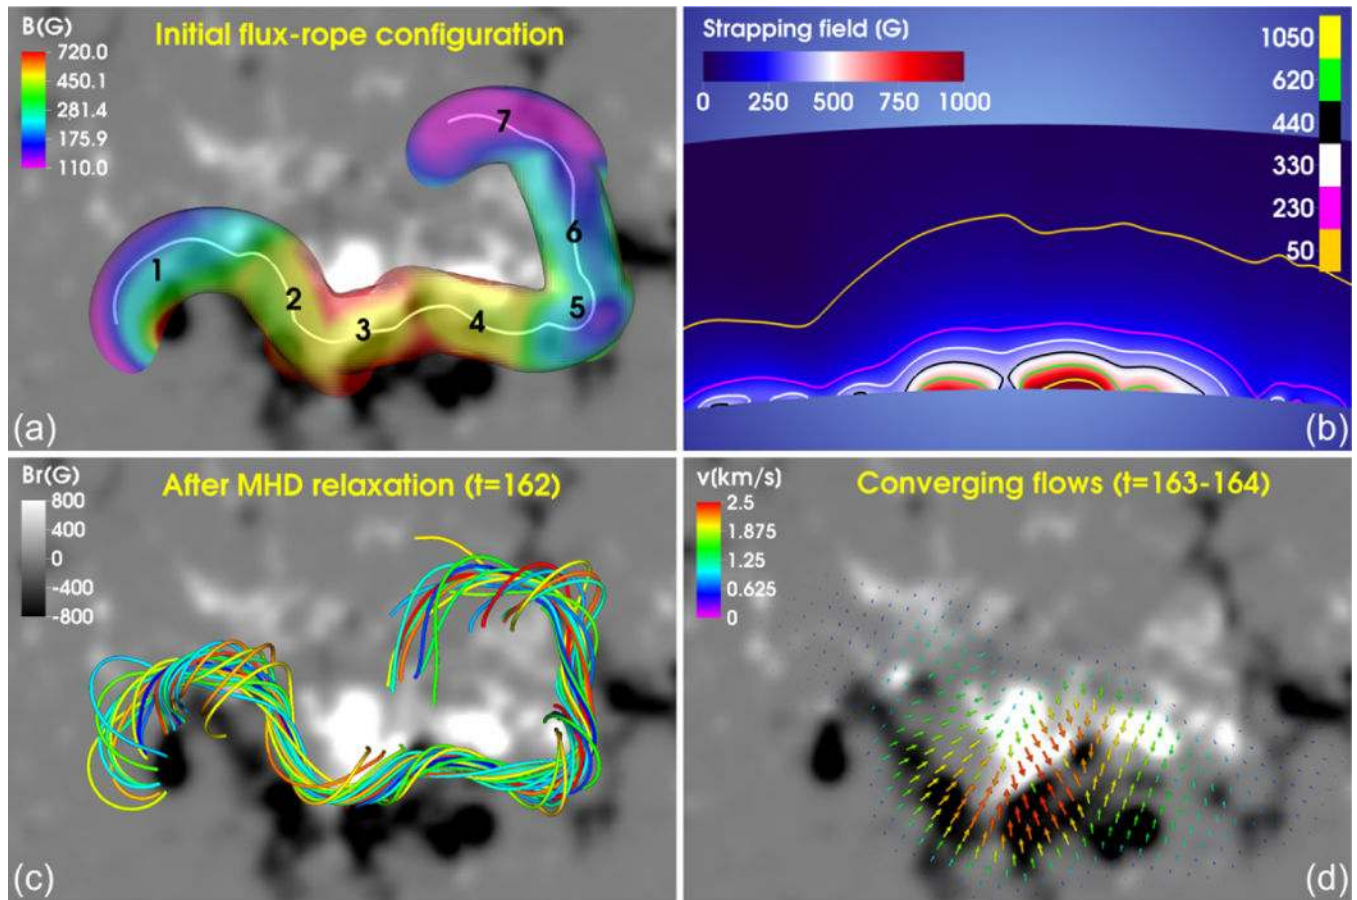 B(G)
Initial flux-rope configuration
720.0
450.1
281.4
175.9
110.0
1
2
3
4
5
6
7
(a)
Strapping field (G)
0 250 500 750 1000
1050
620
440
330
230
50
(b)
Br(G)
After MHD relaxation (t=162)
800
400
0
-400
-800
(c)
v(km/s)
Converging flows (t=163-164)
2.5
1.875
1.25
0.625
0
(d)